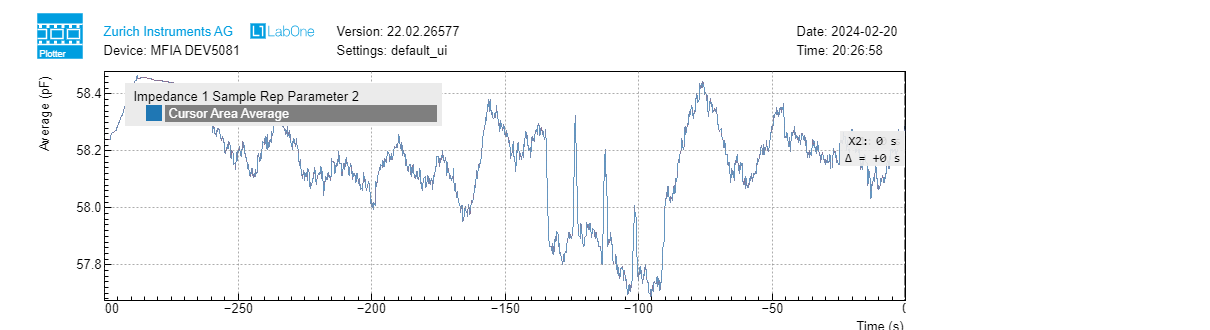 Zurich Instruments AG LabOne Version: 22.02.26577 Date: 2024-02-20
Plotter Device: MFIA DEV5081 Settings: default_ui Time: 20:26:58
Average (pF)
Impedance 1 Sample Rep Parameter 2
Cursor Area Average
58.4
58.2
58.0
57.8
X2: 0 s
Δ = +0 s
00 −250 −200 −150 −100 −50 0
Time (s)